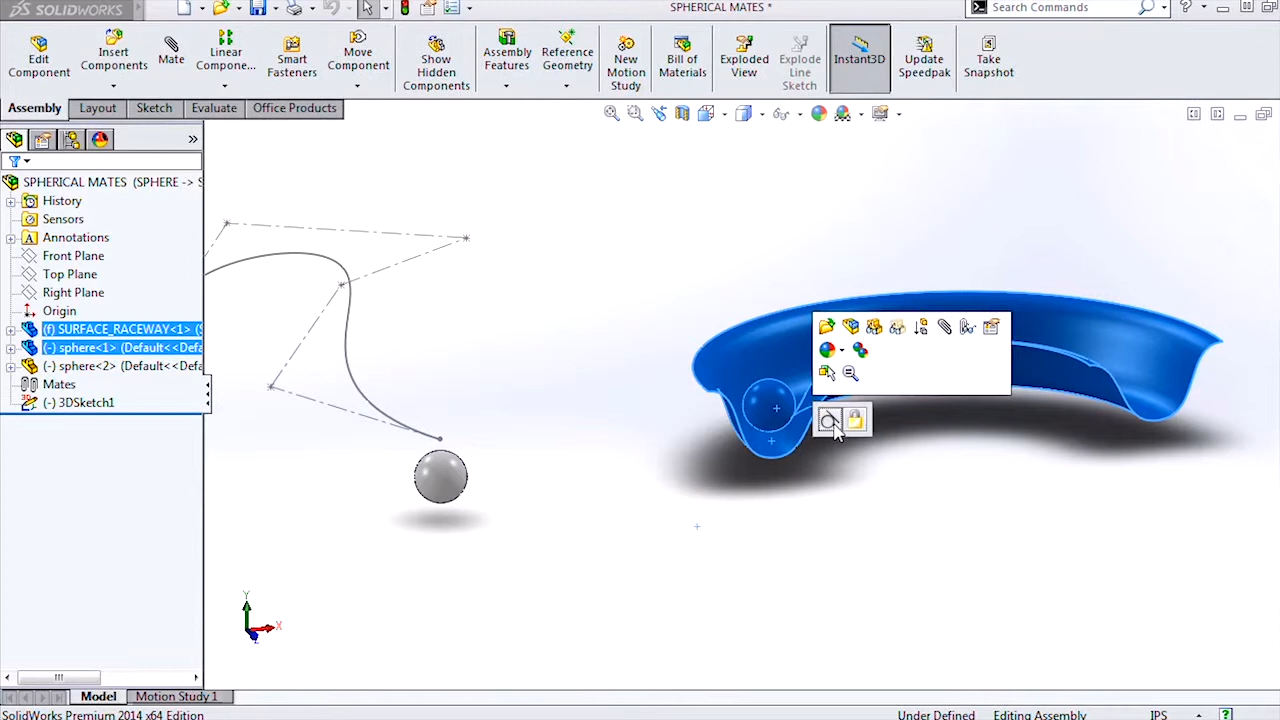 SOLIDWORKS
SPHERICAL MATES *
Search Commands
Edit Component
Insert Components
Mate
Linear Compone...
Smart Fasteners
Move Component
Show Hidden Components
Assembly Features
Reference Geometry
New Motion Study
Bill of Materials
Exploded View
Explode Line Sketch
Instant3D
Update Speedpak
Take Snapshot
Assembly
Layout
Sketch
Evaluate
Office Products
SPHERICAL MATES (SPHERE -> S
History
Sensors
Annotations
Front Plane
Top Plane
Right Plane
Origin
(f) SURFACE_RACEWAY<1> (S
(-) sphere<1> (Default<<Defa
(-) sphere<2> (Default<<Defa
Mates
(-) 3DSketch1
Y
X
Z
Model
Motion Study 1
SolidWorks Premium 2014 x64 Edition
Under Defined
Editing Assembly
IPS